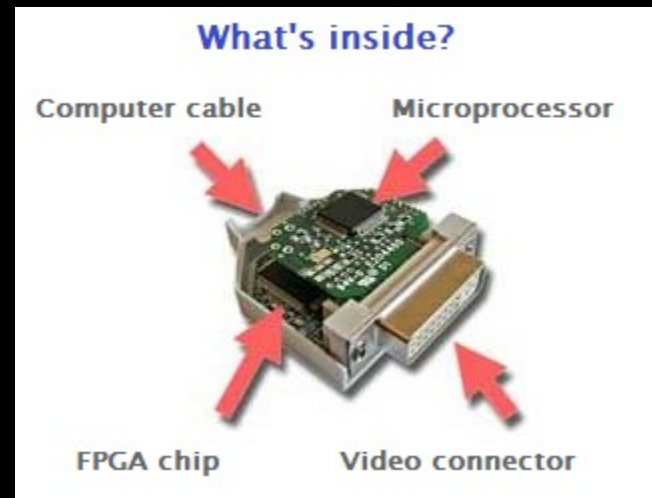 What's inside?
Computer cable
Microprocessor
FPGA chip
Video connector